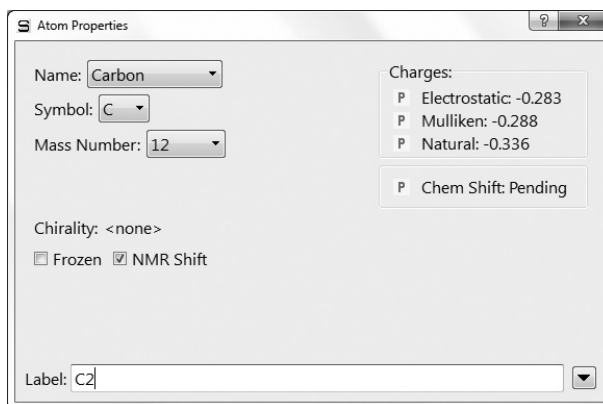 S Atom Properties
? X
Name: Carbon
Symbol: C
Mass Number: 12
Charges:
P Electrostatic: -0.283
P Mulliken: -0.288
P Natural: -0.336
P Chem Shift: Pending
Chirality: <none>
Frozen NMR Shift
Label: C2